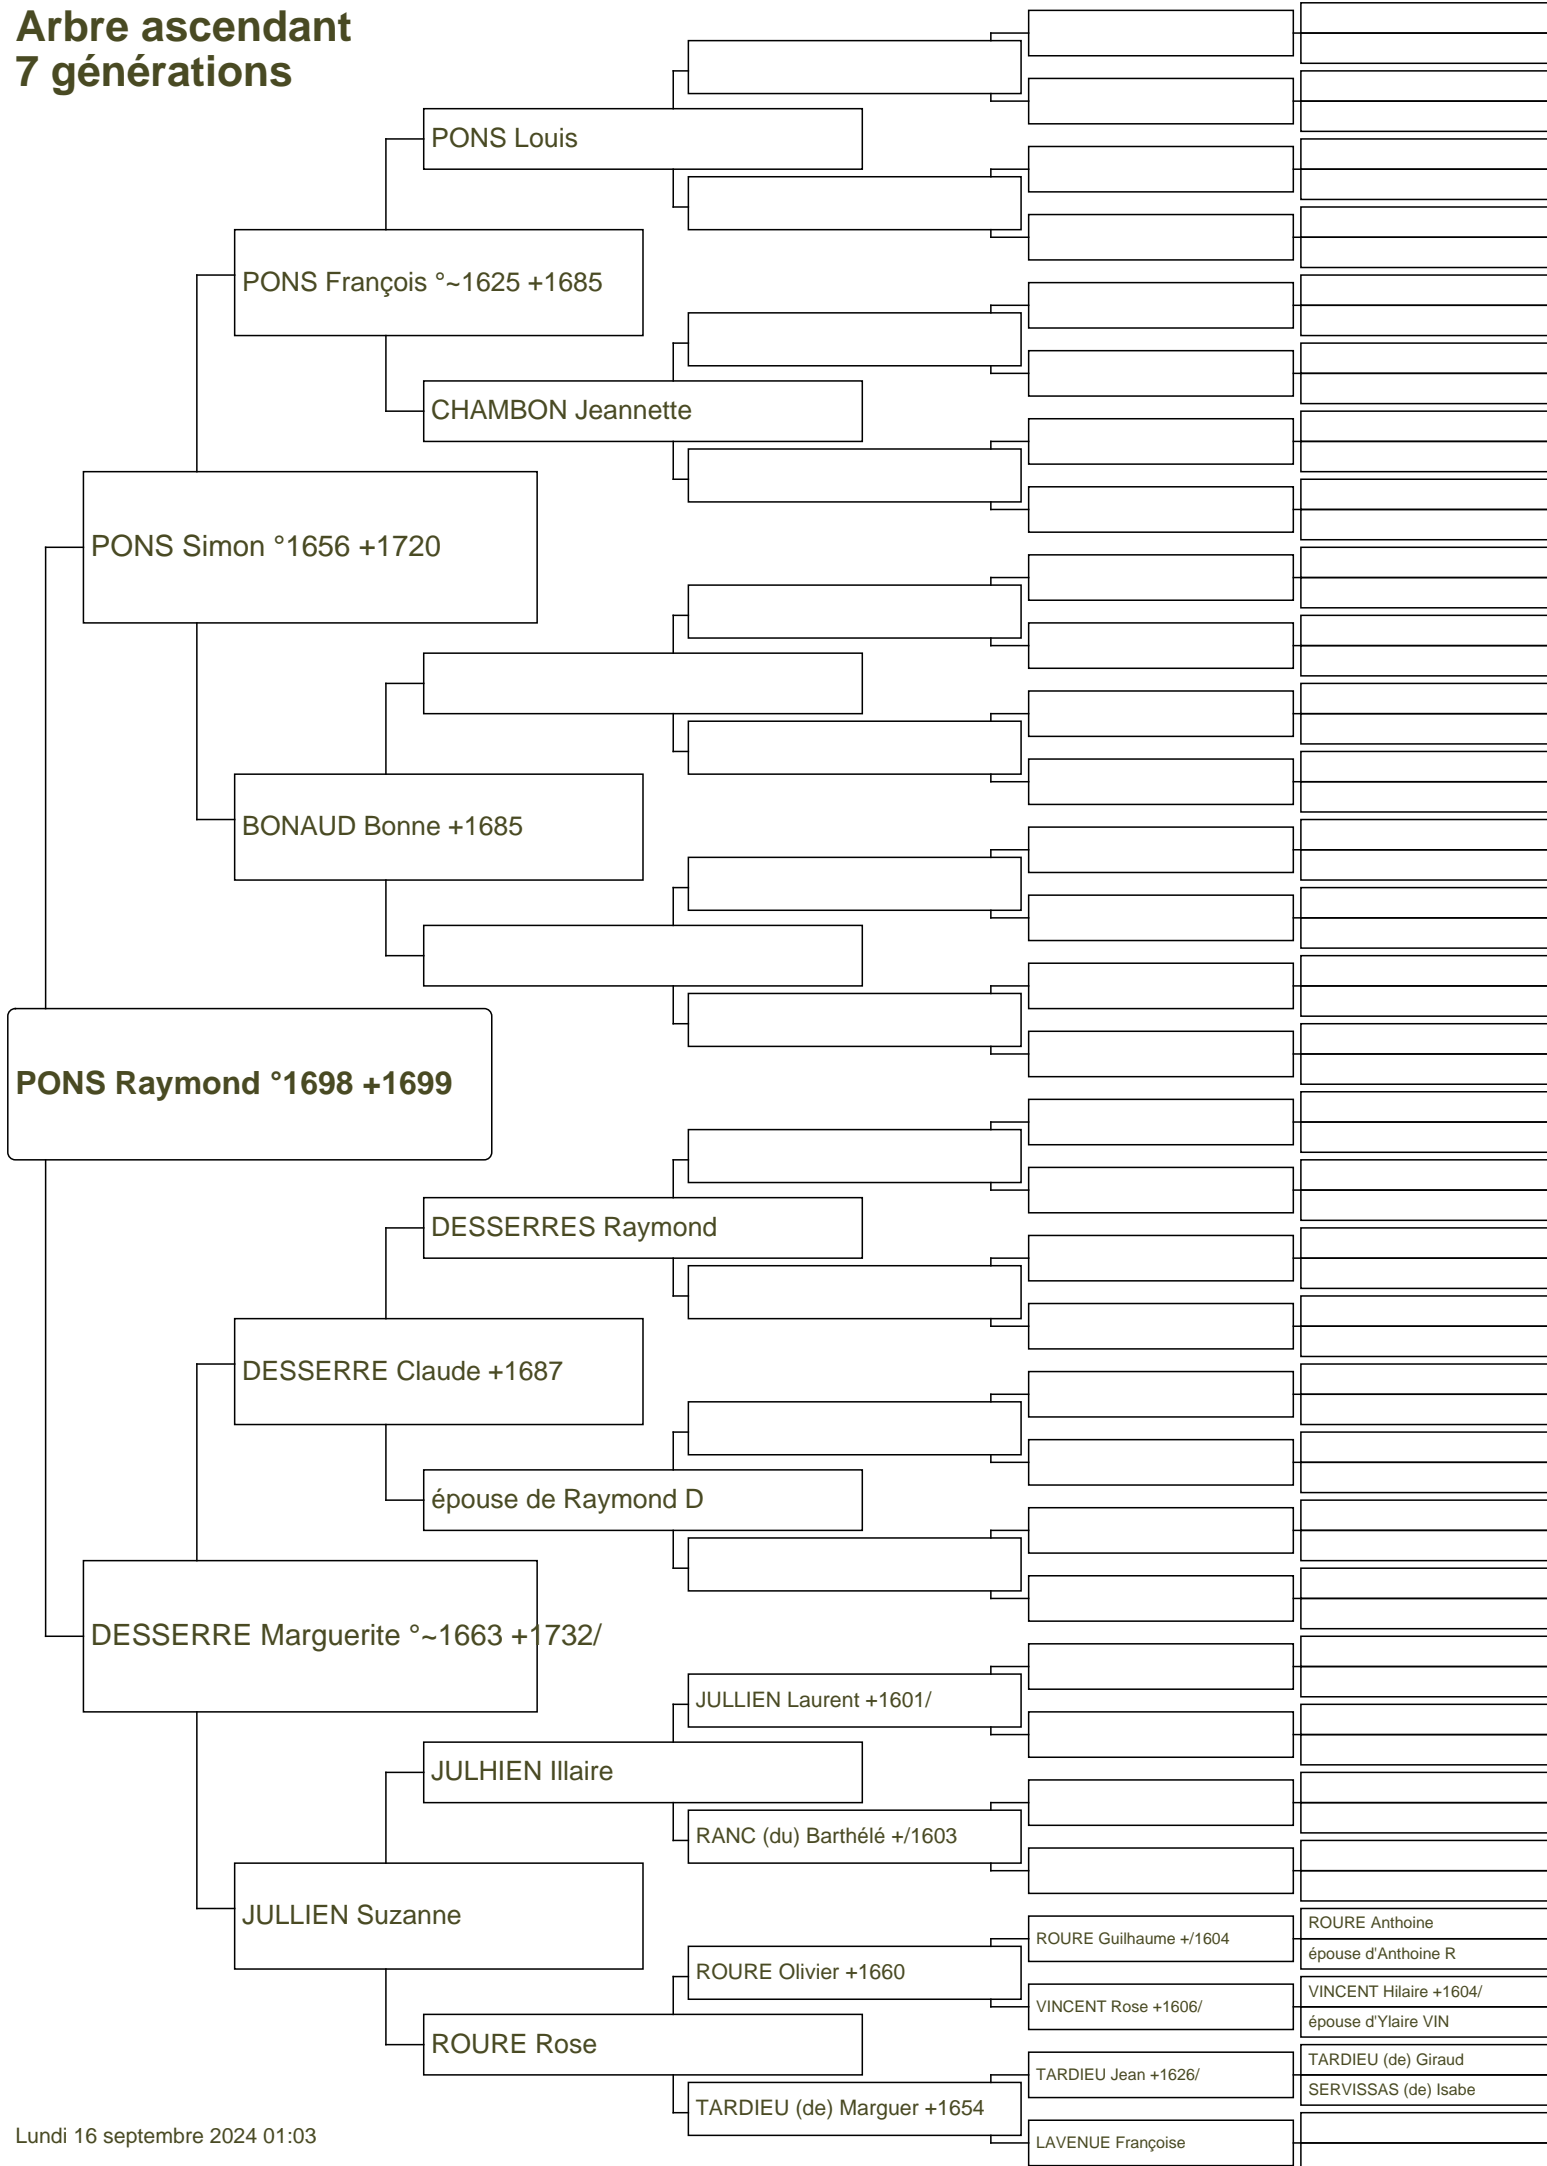 Arbre ascendant
7 générations
PONS Louis
PONS François °~1625 +1685
CHAMBON Jeannette
PONS Simon °1656 +1720
BONAUD Bonne +1685
PONS Raymond °1698 +1699
DESSERRES Raymond
DESSERRE Claude +1687
épouse de Raymond D
DESSERRE Marguerite °~1663 +1732/
JULLIEN Laurent +1601/
JULHIEN Illaire
RANC (du) Barthélé +/1603
JULLIEN Suzanne
ROURE Anthoine
ROURE Guilhaume +/1604
épouse d'Anthoine R
ROURE Olivier +1660
VINCENT Hilaire +1604/
VINCENT Rose +1606/
épouse d'Ylaire VIN
ROURE Rose
TARDIEU (de) Giraud
TARDIEU Jean +1626/
SERVISSAS (de) Isabe
TARDIEU (de) Marguer +1654
LAVENUE Françoise
Lundi 16 septembre 2024 01:03